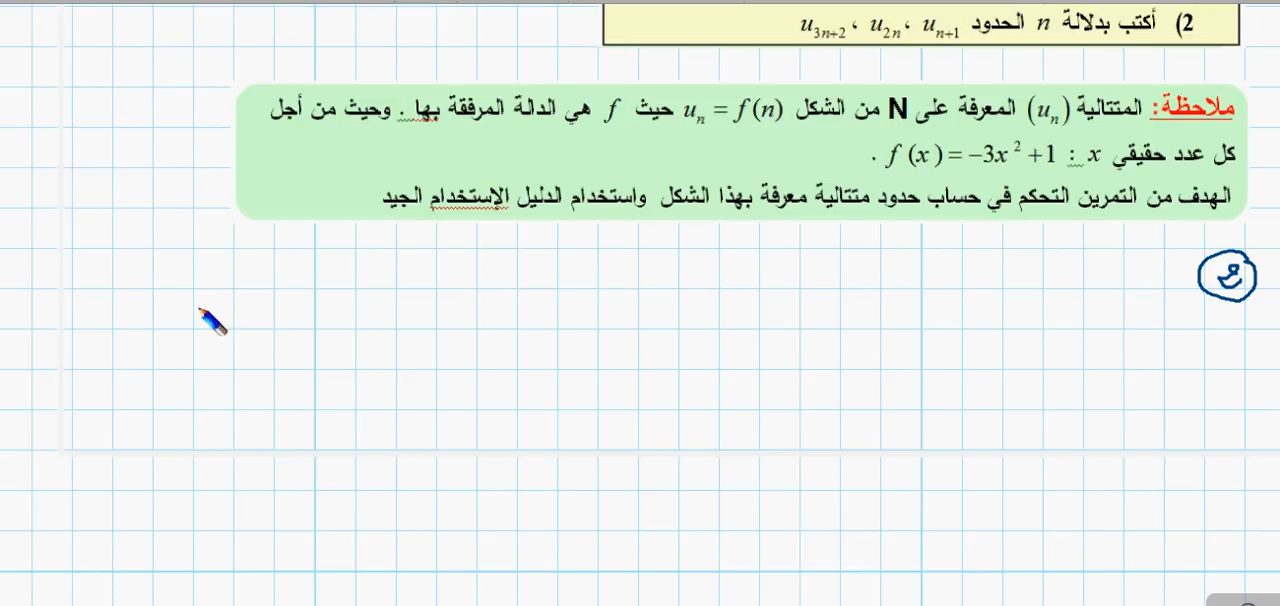 2) أكتب بدلالة n الحدود u_{n+1} ، u_{2n} ، u_{3n+2}
ملاحظة: المتتالية (u_n) المعرفة على N من الشكل u_n = f(n) حيث f هي الدالة المرفقة بها . وحيث من أجل
كل عدد حقيقي x : f(x) = −3x² + 1 .
الهدف من التمرين التحكم في حساب حدود متتالية معرفة بهذا الشكل واستخدام الدليل الإستخدام الجيد